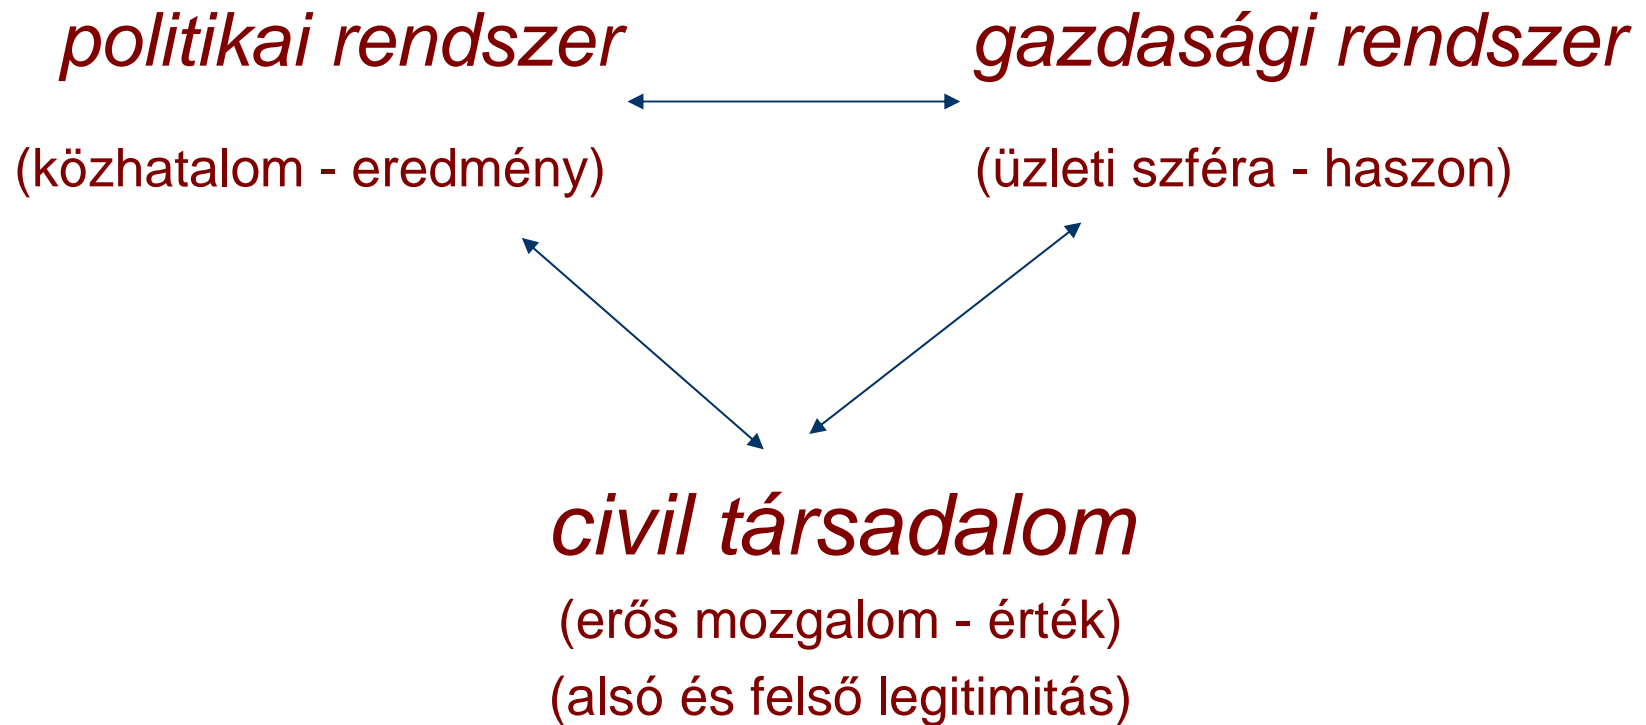 politikai rendszer
gazdasági rendszer
(közhatalom - eredmény)
(üzleti szféra - haszon)
civil társadalom
(erős mozgalom - érték)
(alsó és felső legitimitás)